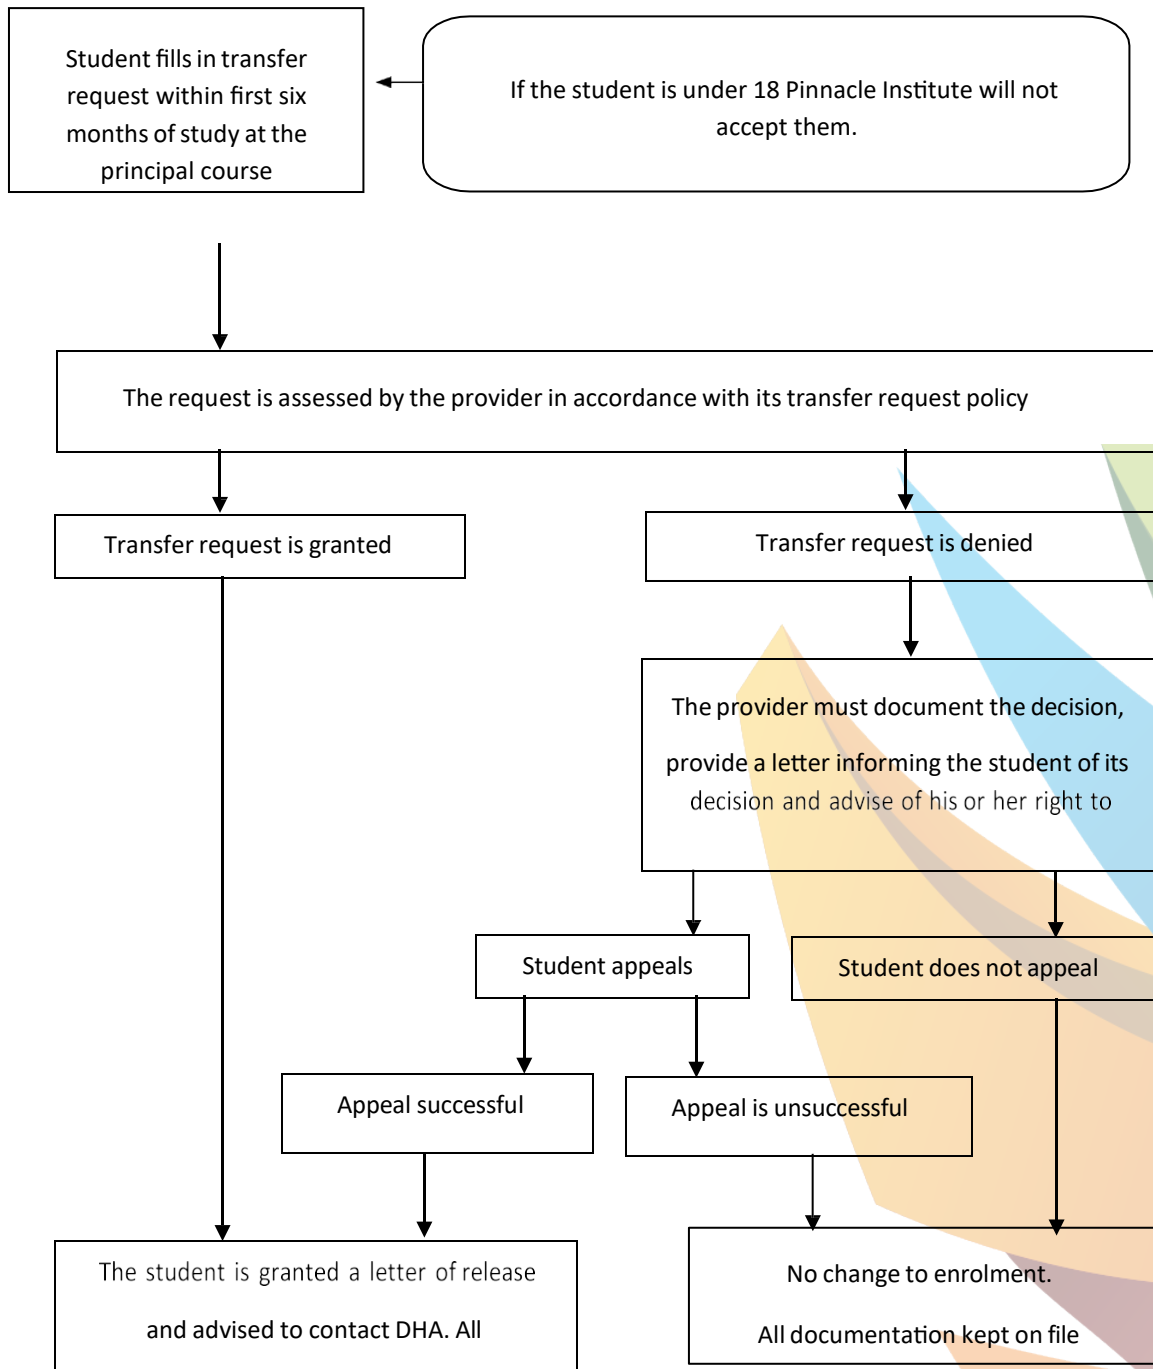 Student fills in transfer
request within first six
months of study at the
principal course
If the student is under 18 Pinnacle Institute will not
accept them.
The request is assessed by the provider in accordance with its transfer request policy
Transfer request is granted
Transfer request is denied
The provider must document the decision,
provide a letter informing the student of its
decision and advise of his or her right to
Student appeals
Student does not appeal
Appeal successful
Appeal is unsuccessful
The student is granted a letter of release
and advised to contact DHA. All
No change to enrolment.
All documentation kept on file